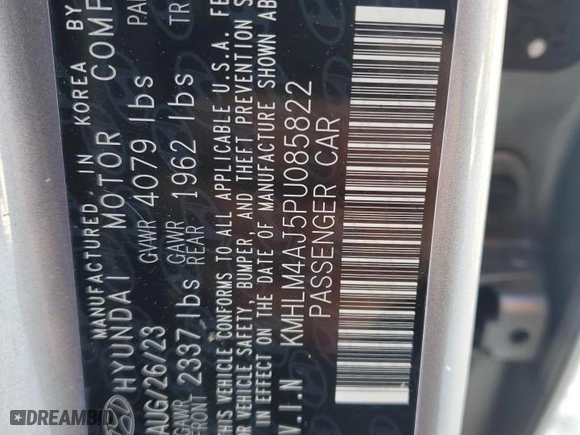 MANUFACTURED IN KOREA BY
HYUNDAI MOTOR COMP
AUG/26/23 GVWR 4079 lbs PA
GAWR FRONT 2337 lbs GAWR REAR 1962 lbs TR
THIS VEHICLE CONFORMS TO ALL APPLICABLE U.S.A. FE
VEHICLE SAFETY, BUMPER, AND THEFT PREVENTION S
IN EFFECT ON THE DATE OF MANUFACTURE SHOWN AB
V.I.N KMHLM4AJ5PU085822
PASSENGER CAR
DREAMBID